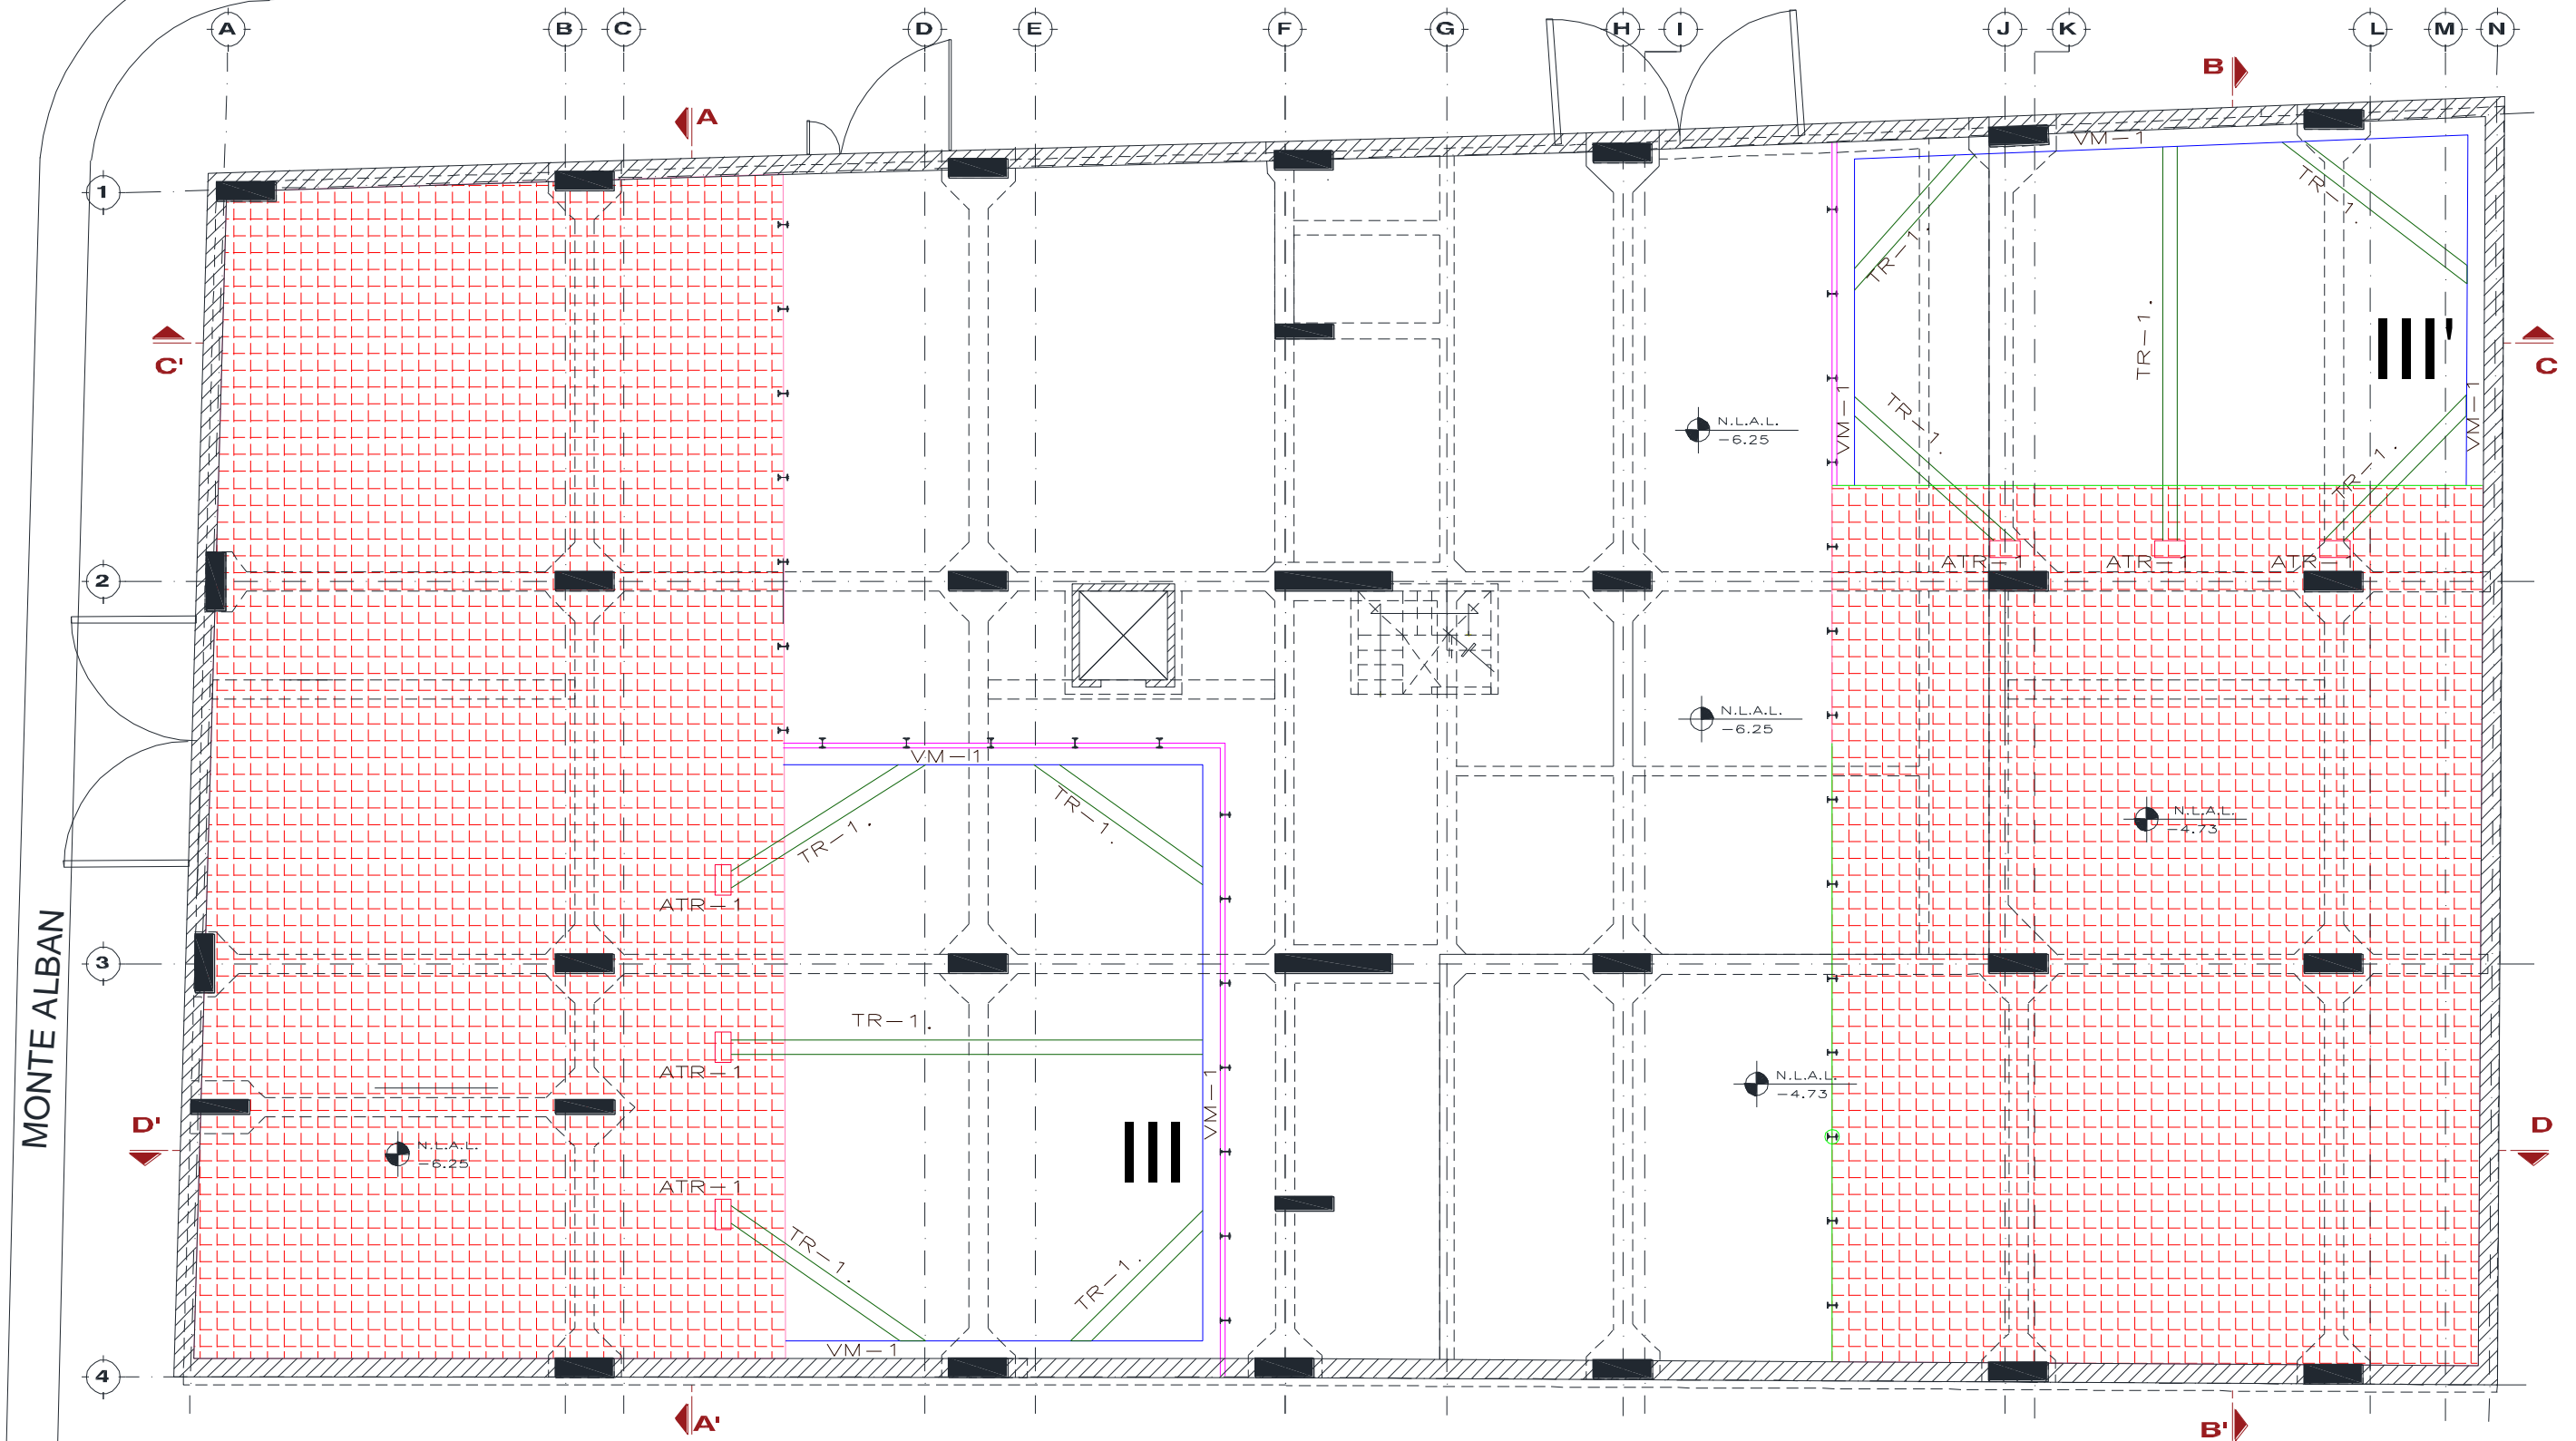 A B C D E F G H I J K L M N
B
A
1
VM-1
TR-1.
TR-1.
TR-1.
III'
C'
C
VM-1
VM-1
TR-1.
TR-1.
N.L.A.L.
-6.25
ATR-1 ATR-1 ATR-1
2
N.L.A.L.
-6.25
VM-1
TR-1.
TR-1.
N.L.A.L.
-4.73
ATR-1
MONTE ALBAN
3
TR-1.
ATR-1
VM-1
N.L.A.L.
-4.73
III
D'
D
N.L.A.L.
-6.25
ATR-1
TR-1.
TR-1.
VM-1
4
A'
B'